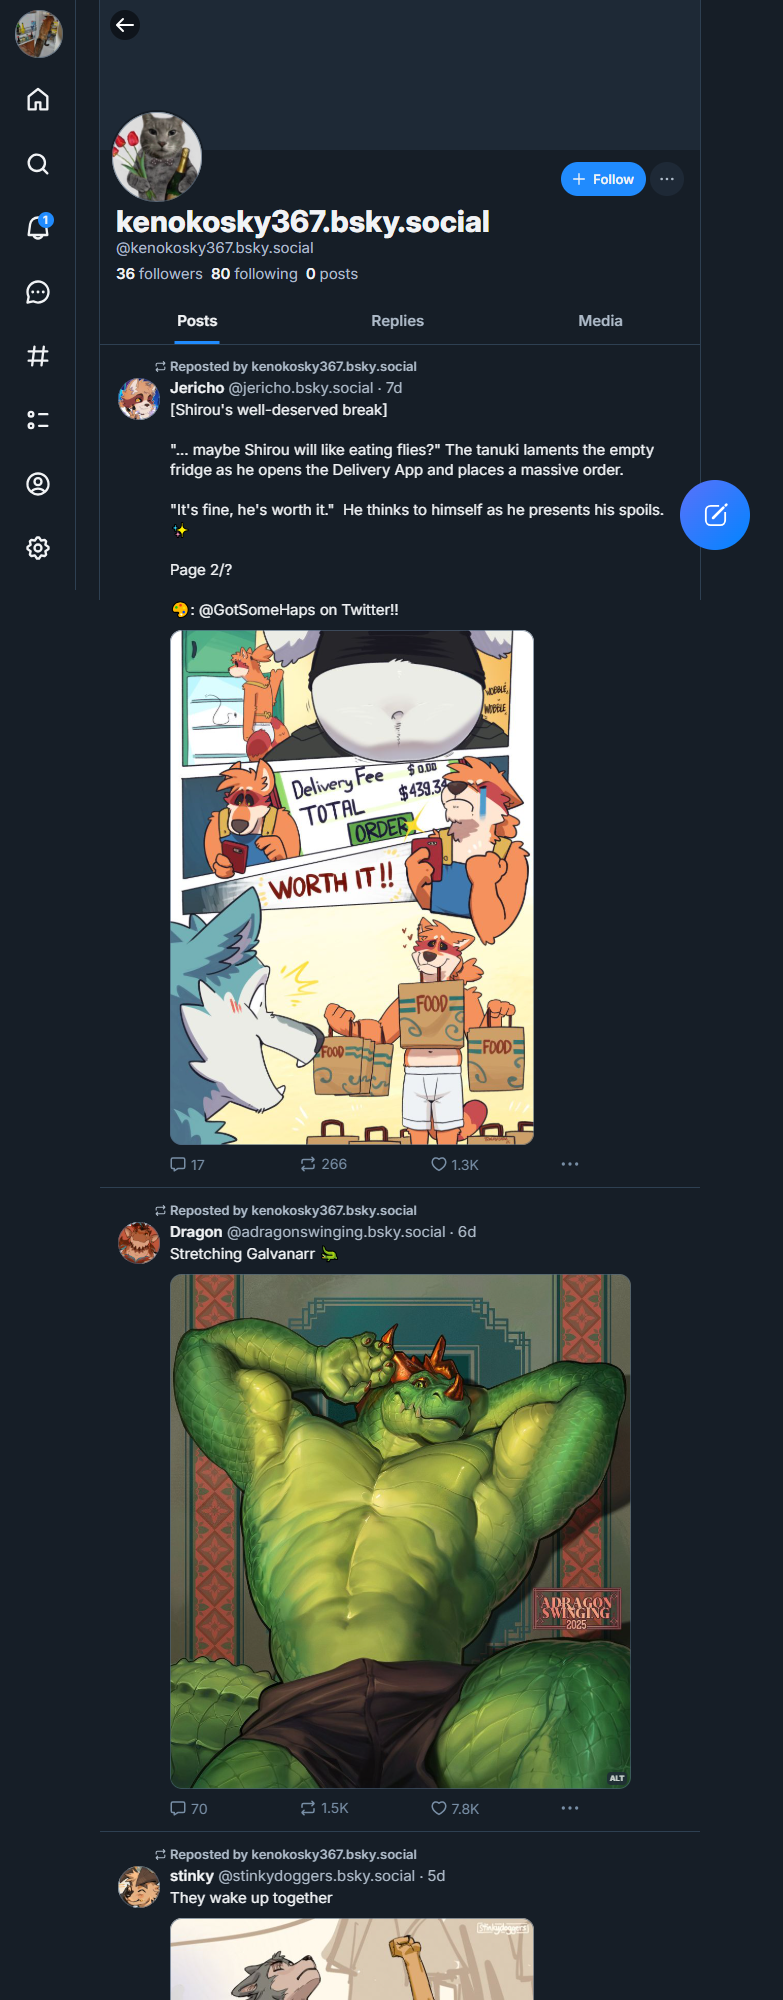 + Follow
1
kenokosky367.bsky.social
@kenokosky367.bsky.social
36 followers 80 following 0 posts
Posts Replies Media
Reposted by kenokosky367.bsky.social
Jericho @jericho.bsky.social · 7d
[Shirou's well-deserved break]
"... maybe Shirou will like eating flies?" The tanuki laments the empty
fridge as he opens the Delivery App and places a massive order.
"It's fine, he's worth it."  He thinks to himself as he presents his spoils.
✨
Page 2/?
🎨: @GotSomeHaps on Twitter!!
WOBBLE
WOBBLE
Delivery Fee $0.00
TOTAL $439.34
ORDER
WORTH IT!!
FOOD
FOOD
FOOD
17 266 1.3K
Reposted by kenokosky367.bsky.social
Dragon @adragonswinging.bsky.social · 6d
Stretching Galvanarr 🐊
ADRAGON
SWINGING
2025
ALT
70 1.5K 7.8K
Reposted by kenokosky367.bsky.social
stinky @stinkydoggers.bsky.social · 5d
They wake up together
Stinkydoggers